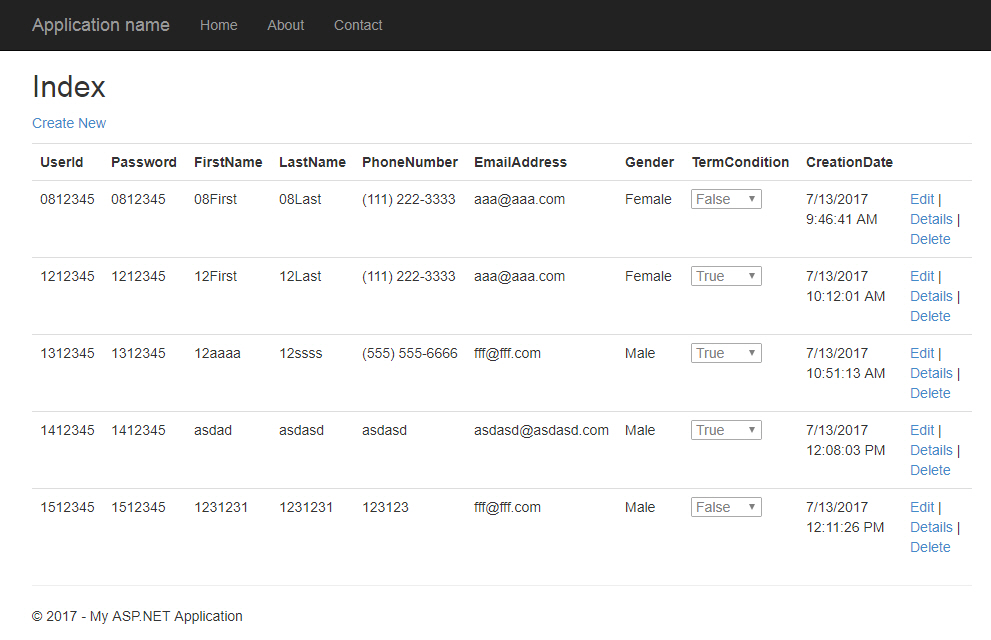 Application name Home About Contact
Index
Create New
UserId Password FirstName LastName PhoneNumber EmailAddress Gender TermCondition CreationDate
0812345 0812345 08First 08Last (111) 222-3333 aaa@aaa.com Female False 7/13/2017 Edit |
9:46:41 AM Details |
Delete
1212345 1212345 12First 12Last (111) 222-3333 aaa@aaa.com Female True 7/13/2017 Edit |
10:12:01 AM Details |
Delete
1312345 1312345 12aaaa 12ssss (555) 555-6666 fff@fff.com Male True 7/13/2017 Edit |
10:51:13 AM Details |
Delete
1412345 1412345 asdad asdasd asdasd asdasd@asdasd.com Male True 7/13/2017 Edit |
12:08:03 PM Details |
Delete
1512345 1512345 1231231 1231231 123123 fff@fff.com Male False 7/13/2017 Edit |
12:11:26 PM Details |
Delete
© 2017 - My ASP.NET Application